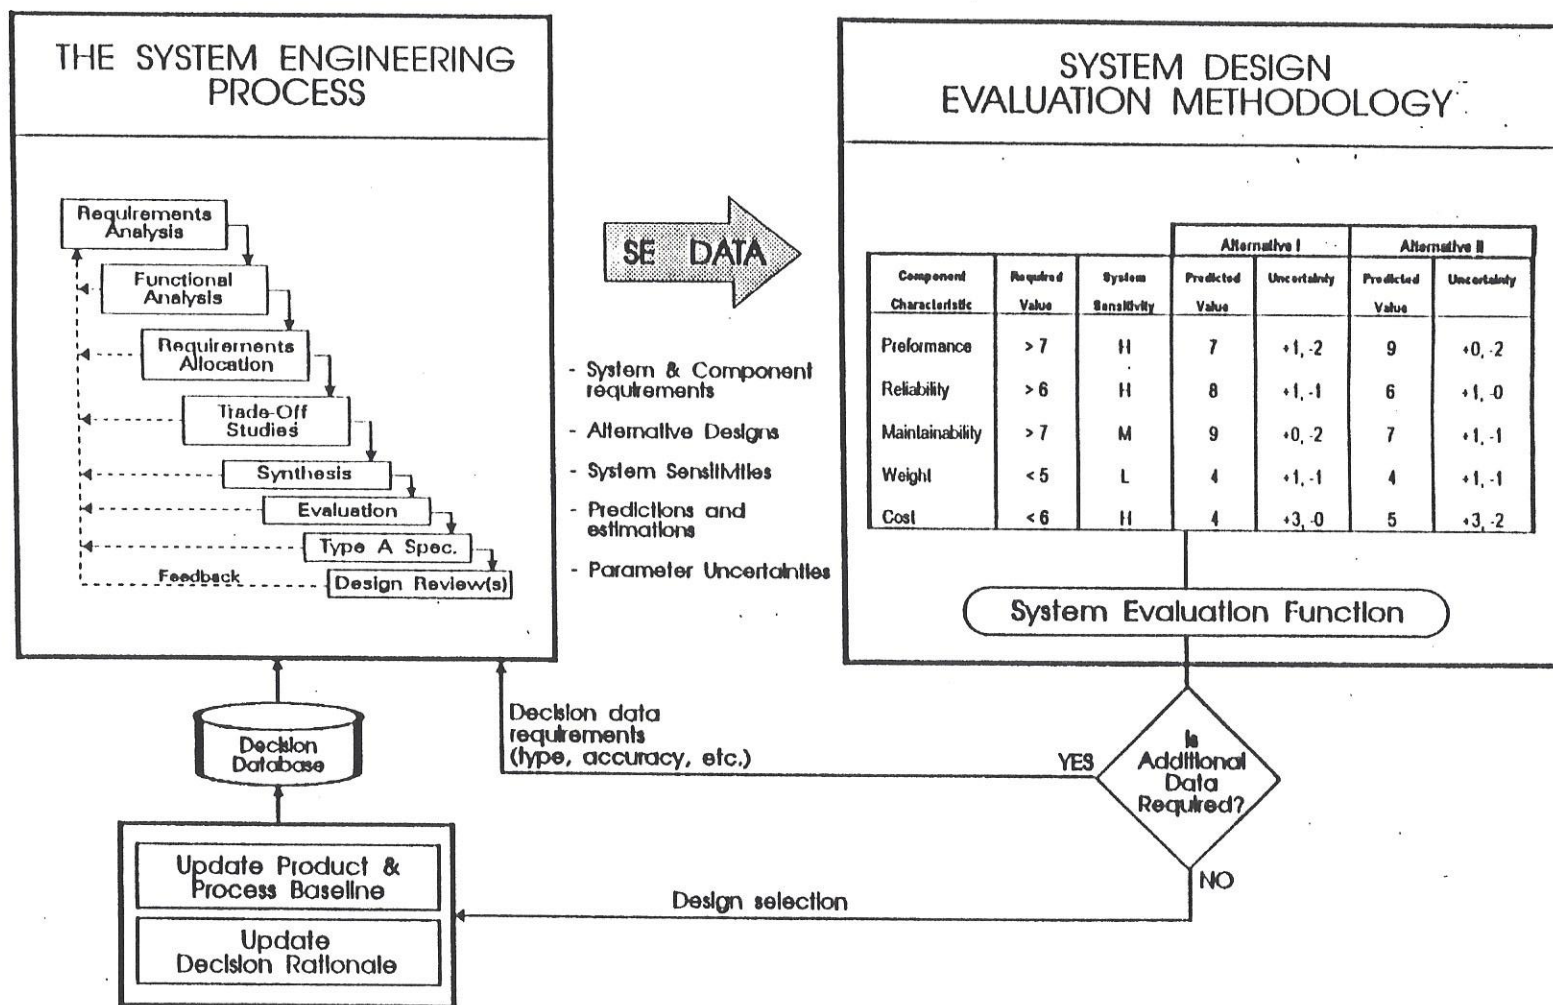 THE SYSTEM ENGINEERING
PROCESS
Requirements
Analysis
Functional
Analysis
Requirements
Allocation
Trade-Off
Studies
Synthesis
Evaluation
Type A Spec.
Feedback
Design Review(s)
SE DATA
- System & Component
requirements
- Alternative Designs
- System Sensitivities
- Predictions and
estimations
- Parameter Uncertainties
SYSTEM DESIGN
EVALUATION METHODOLOGY
Alternative I Alternative II
Component Required System Predicted Uncertainty Predicted Uncertainty
Characteristic Value Sensitivity Value Value
Preformance > 7 H 7 +1, -2 9 +0, -2
Reliability > 6 H 8 +1, -1 6 +1, -0
Maintainability > 7 M 9 +0, -2 7 +1, -1
Weight < 5 L 4 +1, -1 4 +1, -1
Cost < 6 H 4 +3, -0 5 +3, -2
System Evaluation Function
Is
Additional
Data
Required?
YES
NO
Decision data
requirements
(type, accuracy, etc.)
Design selection
Decision
Database
Update Product &
Process Baseline
Update
Decision Rationale